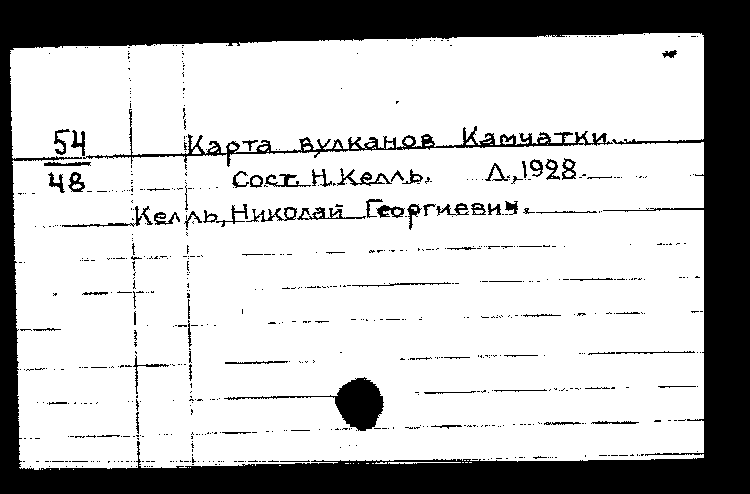 54
48
Карта вулканов Камчатки...
Сост. Н. Келль. Л., 1928.
Келль, Николай Георгиевич.